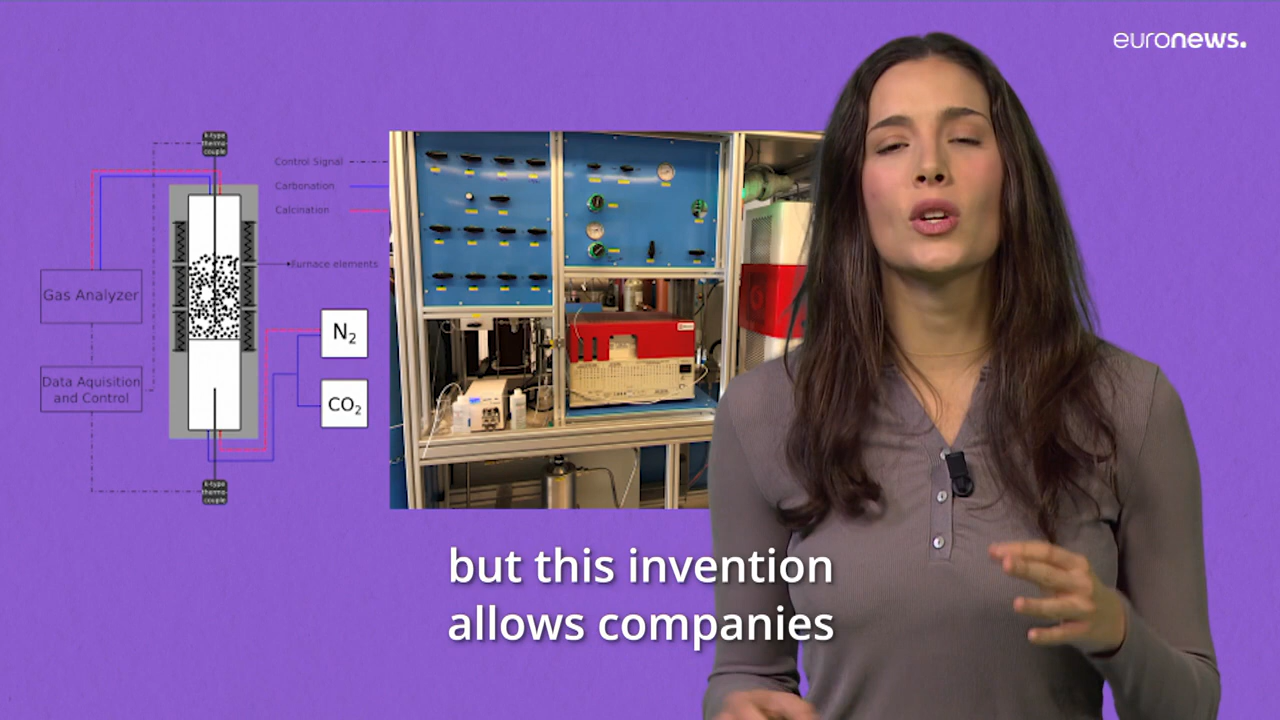 euronews.
k-type
thermo-
couple
Control Signal
Carbonation
Calcination
Furnace elements
Gas Analyzer
N₂
Data Aquisition
and Control
CO₂
k-type
thermo-
couple
but this invention
allows companies